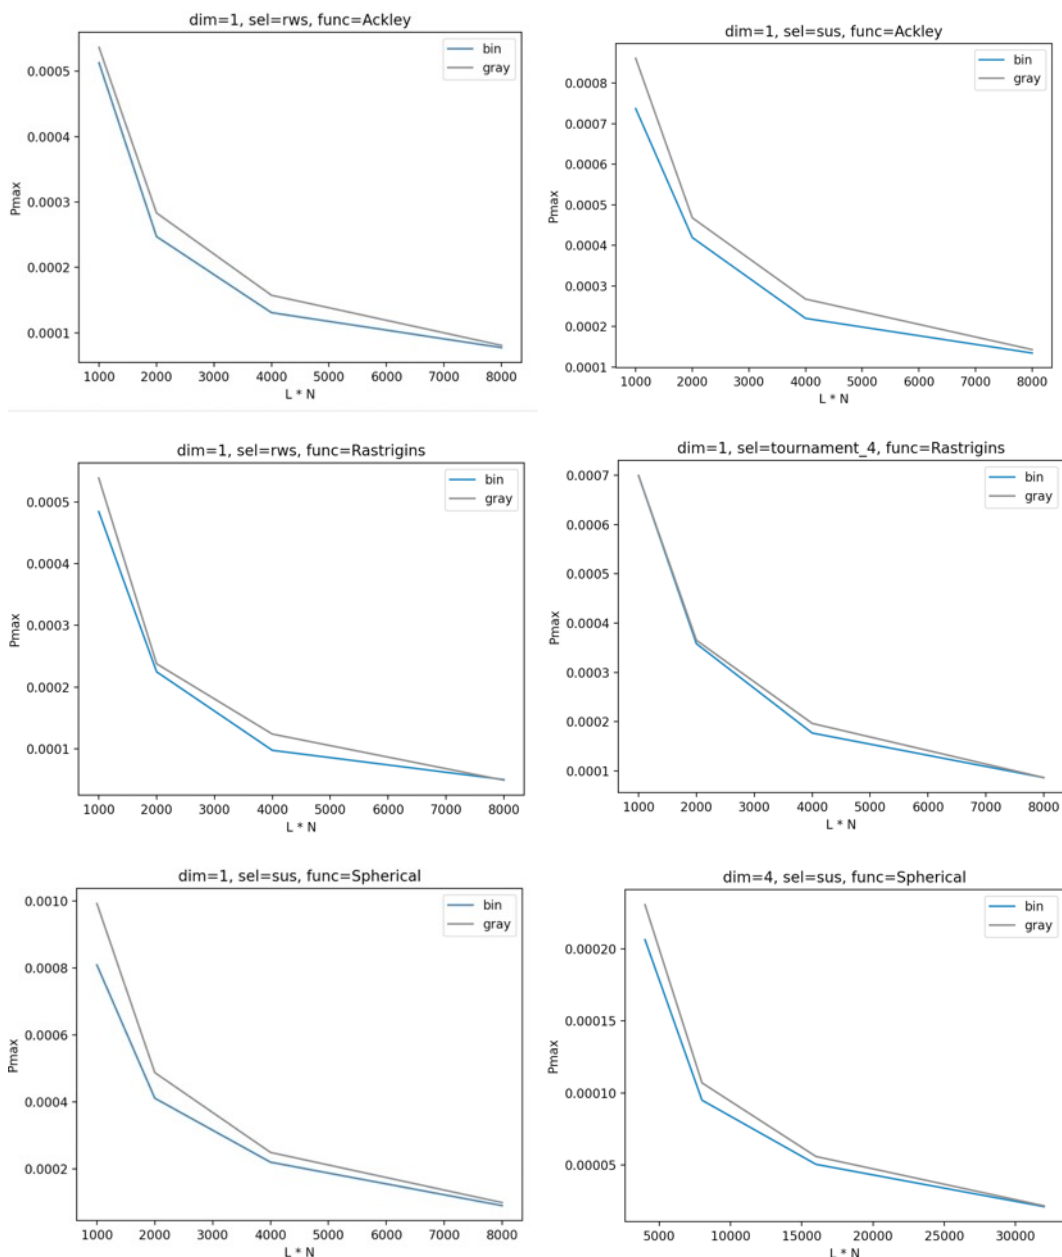 dim=1, sel=rws, func=Ackley
bin
gray
0.0005
0.0004
0.0003
0.0002
0.0001
Pmax
1000 2000 3000 4000 5000 6000 7000 8000
L * N
dim=1, sel=sus, func=Ackley
bin
gray
0.0008
0.0007
0.0006
0.0005
0.0004
0.0003
0.0002
0.0001
Pmax
1000 2000 3000 4000 5000 6000 7000 8000
L * N
dim=1, sel=rws, func=Rastrigins
bin
gray
0.0005
0.0004
0.0003
0.0002
0.0001
Pmax
1000 2000 3000 4000 5000 6000 7000 8000
L * N
dim=1, sel=tournament_4, func=Rastrigins
bin
gray
0.0007
0.0006
0.0005
0.0004
0.0003
0.0002
0.0001
Pmax
1000 2000 3000 4000 5000 6000 7000 8000
L * N
dim=1, sel=sus, func=Spherical
bin
gray
0.0010
0.0008
0.0006
0.0004
0.0002
Pmax
1000 2000 3000 4000 5000 6000 7000 8000
L * N
dim=4, sel=sus, func=Spherical
bin
gray
0.00020
0.00015
0.00010
0.00005
Pmax
5000 10000 15000 20000 25000 30000
L * N